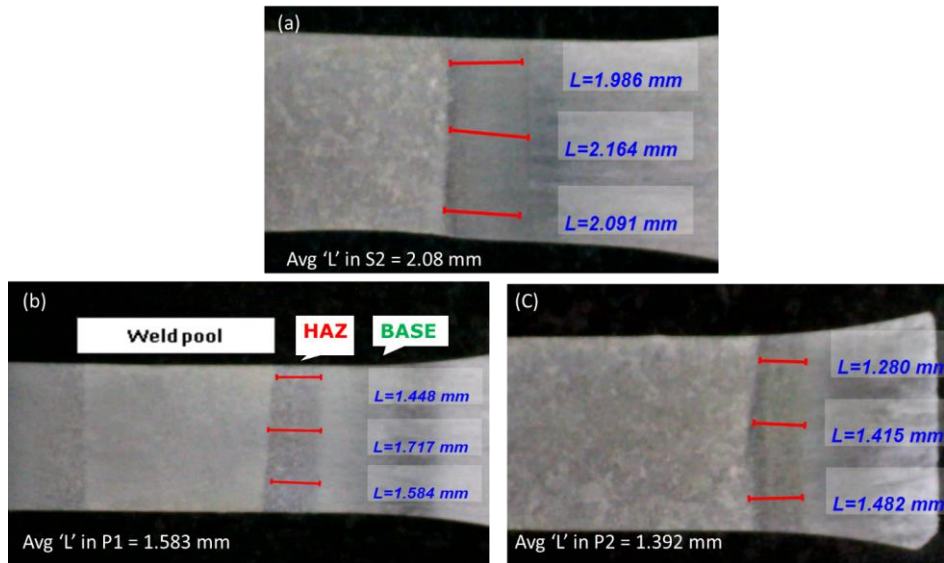 (a)
L=1.986 mm
L=2.164 mm
L=2.091 mm
Avg ‘L’ in S2 = 2.08 mm
(b)
Weld pool
HAZ
BASE
L=1.448 mm
L=1.717 mm
L=1.584 mm
Avg ‘L’ in P1 = 1.583 mm
(C)
L=1.280 mm
L=1.415 mm
L=1.482 mm
Avg ‘L’ in P2 = 1.392 mm